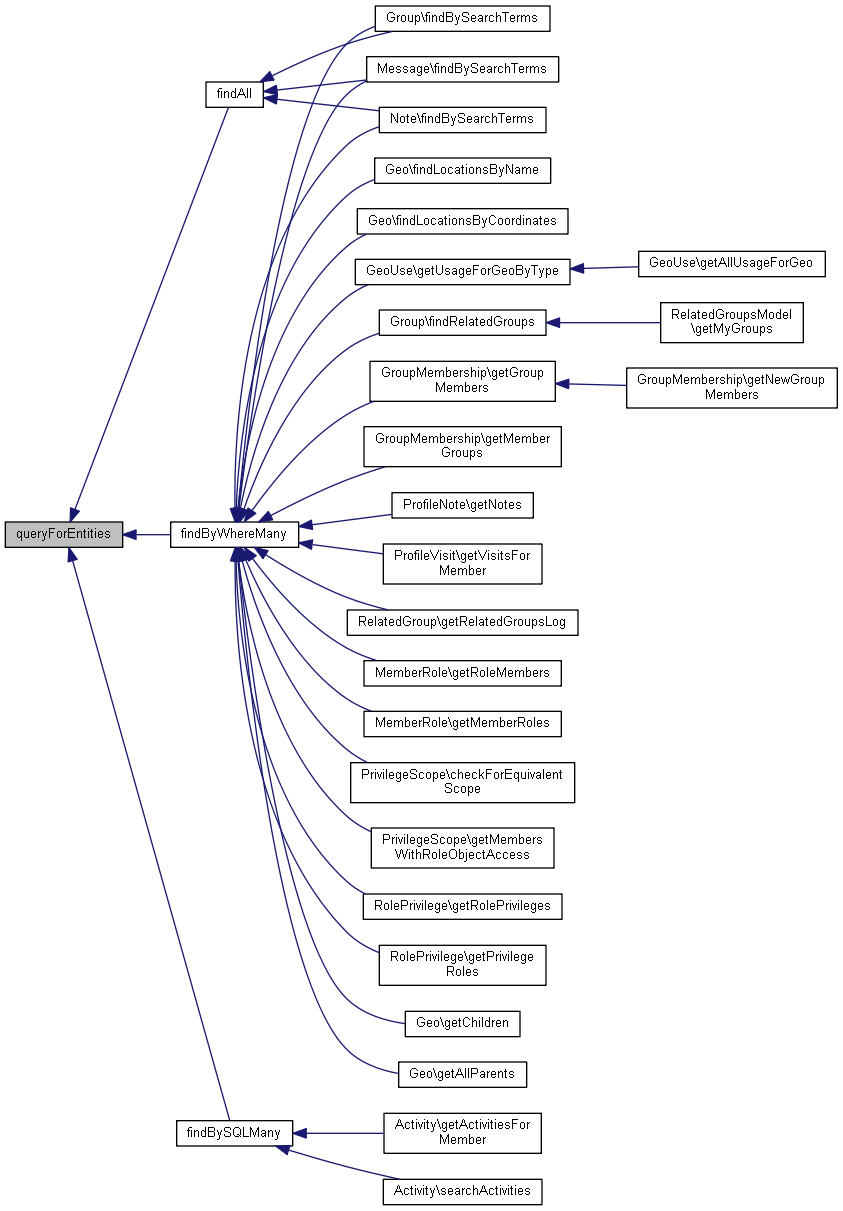 Group\findBySearchTerms
Message\findBySearchTerms
findAll
Note\findBySearchTerms
Geo\findLocationsByName
Geo\findLocationsByCoordinates
GeoUse\getUsageForGeoByType
GeoUse\getAllUsageForGeo
Group\findRelatedGroups
RelatedGroupsModel
\getMyGroups
GroupMembership\getGroup
Members
GroupMembership\getNewGroup
Members
GroupMembership\getMember
Groups
ProfileNote\getNotes
queryForEntities
findByWhereMany
ProfileVisit\getVisitsFor
Member
RelatedGroup\getRelatedGroupsLog
MemberRole\getRoleMembers
MemberRole\getMemberRoles
PrivilegeScope\checkForEquivalent
Scope
PrivilegeScope\getMembers
WithRoleObjectAccess
RolePrivilege\getRolePrivileges
RolePrivilege\getPrivilege
Roles
Geo\getChildren
Geo\getAllParents
findBySQLMany
Activity\getActivitiesFor
Member
Activity\searchActivities